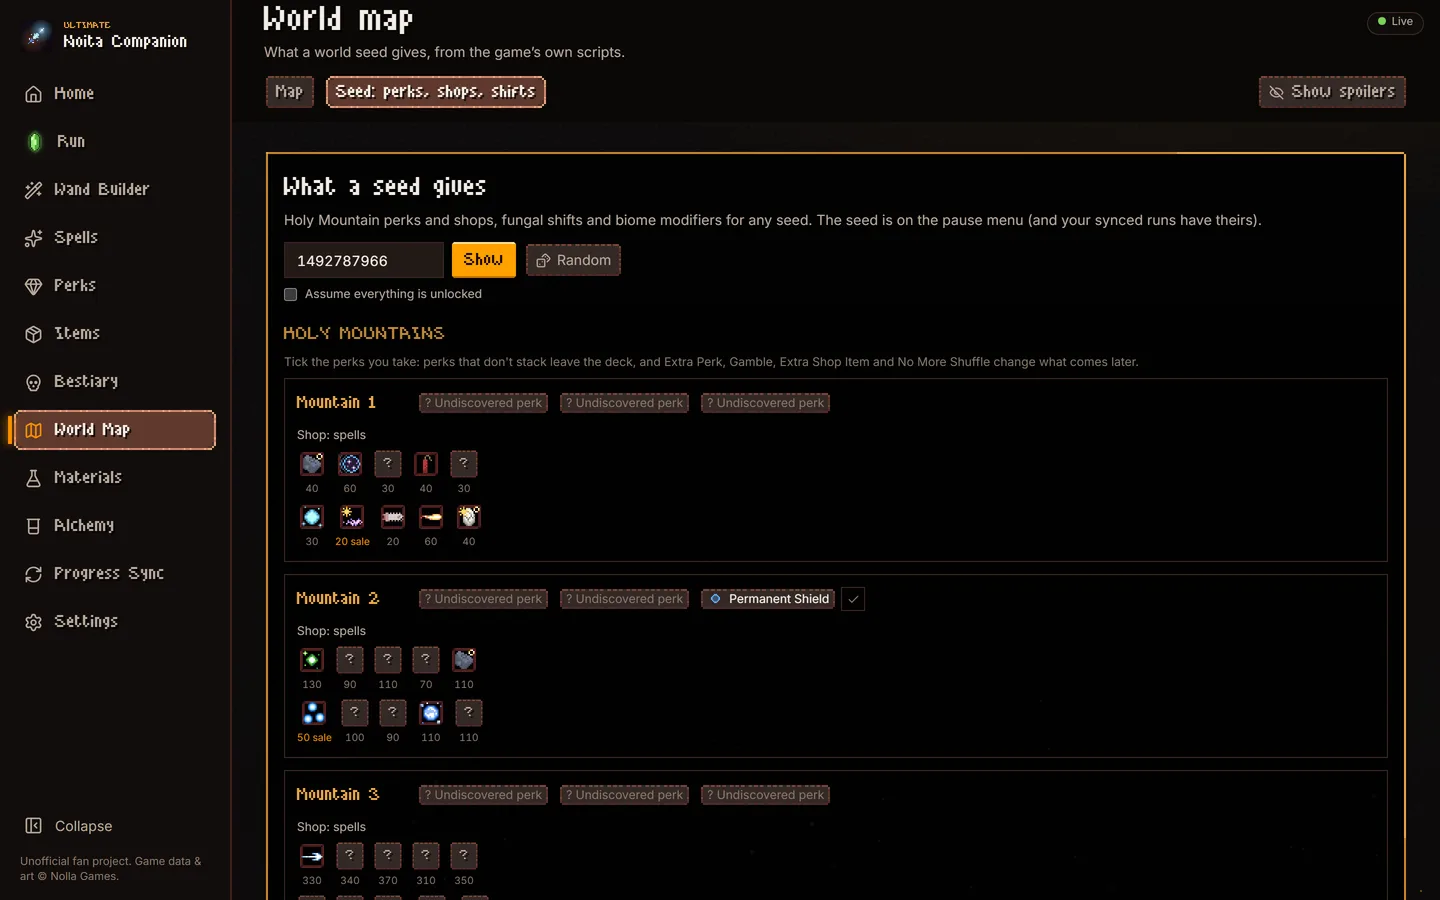 ULTIMATE
Noita Companion
Home
Run
Wand Builder
Spells
Perks
Items
Bestiary
World Map
Materials
Alchemy
Progress Sync
Settings
Collapse
Unofficial fan project. Game data &
art © Nolla Games.
World map
What a world seed gives, from the game's own scripts.
Live
Map
Seed: perks, shops, shifts
Show spoilers
What a seed gives
Holy Mountain perks and shops, fungal shifts and biome modifiers for any seed. The seed is on the pause menu (and your synced runs have theirs).
1492787966
Show
Random
Assume everything is unlocked
HOLY MOUNTAINS
Tick the perks you take: perks that don't stack leave the deck, and Extra Perk, Gamble, Extra Shop Item and No More Shuffle change what comes later.
Mountain 1
? Undiscovered perk
? Undiscovered perk
? Undiscovered perk
Shop: spells
? ?
40 60 30 40 30
30 20 sale 20 60 40
Mountain 2
? Undiscovered perk
? Undiscovered perk
Permanent Shield
Shop: spells
? ? ?
130 90 110 70 110
? ? ?
50 sale 100 90 110 110
Mountain 3
? Undiscovered perk
? Undiscovered perk
? Undiscovered perk
Shop: spells
? ? ? ?
330 340 370 310 350